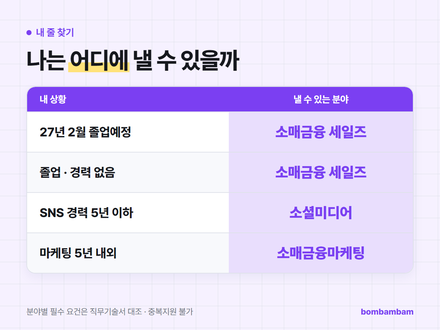 내 줄 찾기
나는 어디에 낼 수 있을까
내 상황 낼 수 있는 분야
27년 2월 졸업예정 소매금융 세일즈
졸업 · 경력 없음 소매금융 세일즈
SNS 경력 5년 이하 소셜미디어
마케팅 5년 내외 소매금융마케팅
분야별 필수 요건은 직무기술서 대조 · 중복지원 불가 bombambam